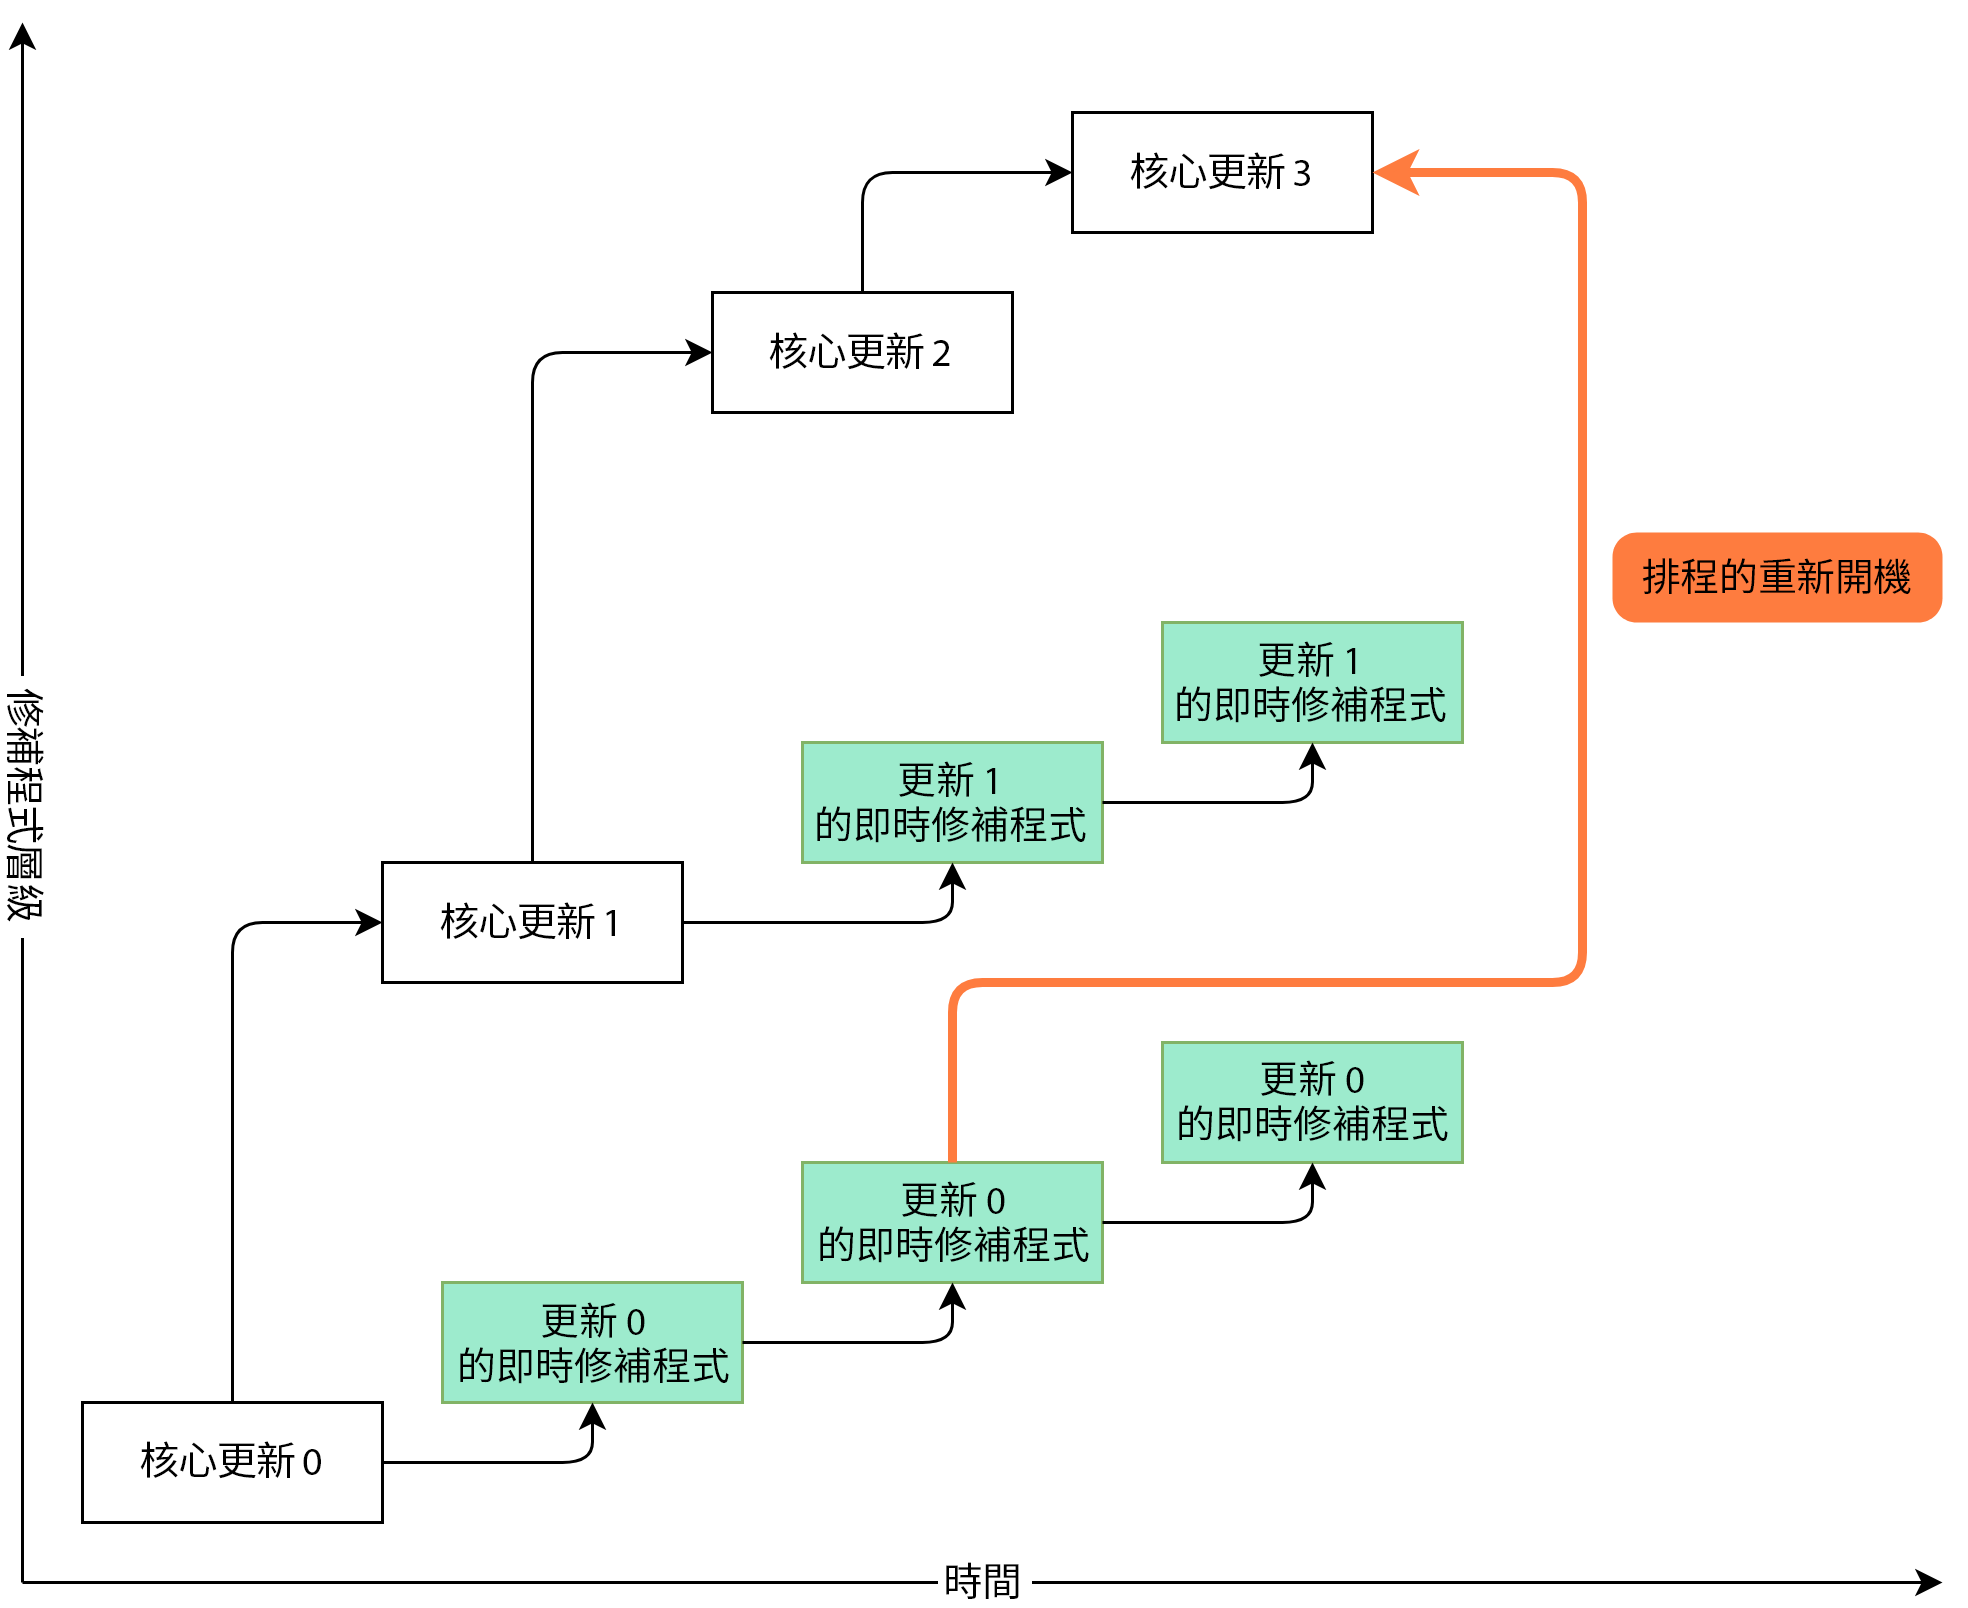 核心更新 3
核心更新 2
排程的重新開機
更新 1
的即時修補程式
更新 1
的即時修補程式
修補程式層級
核心更新 1
更新 0
的即時修補程式
更新 0
的即時修補程式
更新 0
的即時修補程式
核心更新 0
時間